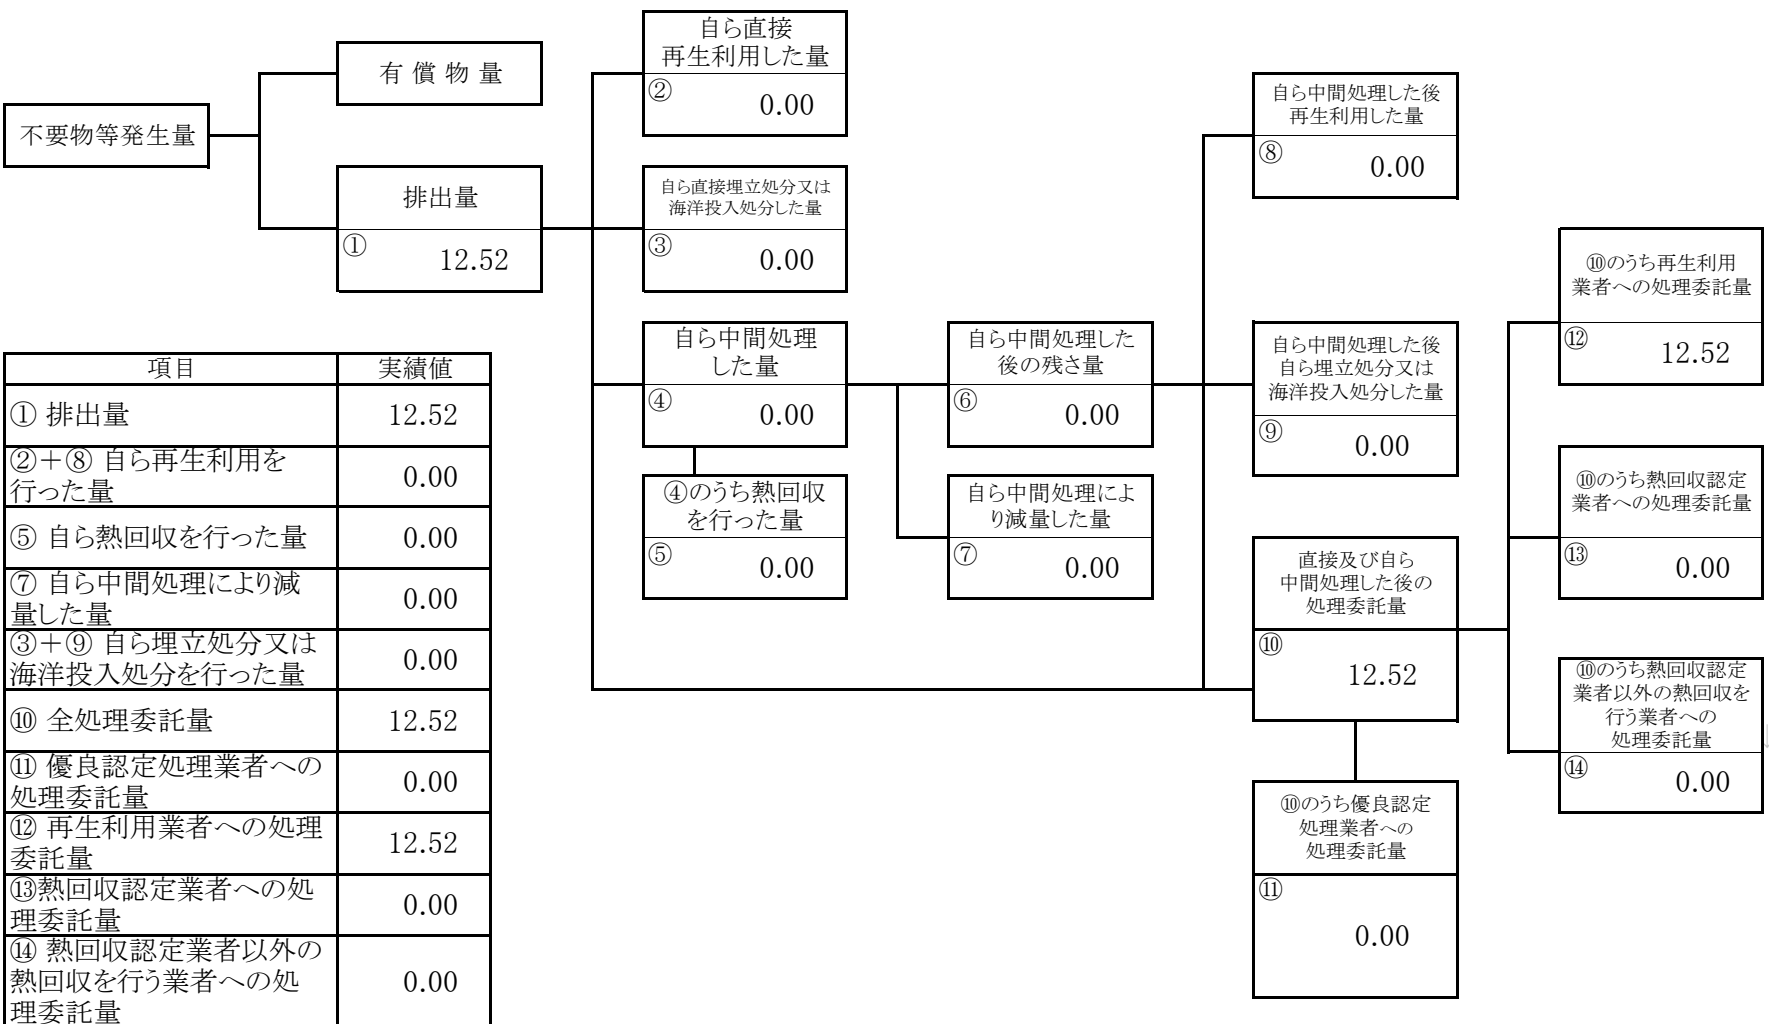 不要物等発生量
有償物量
排出量
① 12.52
自ら直接
再生利用した量
② 0.00
自ら直接埋立処分又は
海洋投入処分した量
③ 0.00
自ら中間処理
した量
④ 0.00
④のうち熱回収
を行った量
⑤ 0.00
自ら中間処理した
後の残さ量
⑥ 0.00
自ら中間処理によ
り減量した量
⑦ 0.00
自ら中間処理した後
再生利用した量
⑧ 0.00
自ら中間処理した後
自ら埋立処分又は
海洋投入処分した量
⑨ 0.00
直接及び自ら
中間処理した後の
処理委託量
⑩ 12.52
⑩のうち優良認定
処理業者への
処理委託量
⑪ 0.00
⑩のうち再生利用
業者への処理委託量
⑫ 12.52
⑩のうち熱回収認定
業者への処理委託量
⑬ 0.00
⑩のうち熱回収認定
業者以外の熱回収を
行う業者への
処理委託量
⑭ 0.00
項目 実績値
① 排出量 12.52
②＋⑧ 自ら再生利用を
行った量 0.00
⑤ 自ら熱回収を行った量 0.00
⑦ 自ら中間処理により減
量した量 0.00
③＋⑨ 自ら埋立処分又は
海洋投入処分を行った量 0.00
⑩ 全処理委託量 12.52
⑪ 優良認定処理業者への
処理委託量 0.00
⑫ 再生利用業者への処理
委託量 12.52
⑬熱回収認定業者への処
理委託量 0.00
⑭ 熱回収認定業者以外の
熱回収を行う業者への処
理委託量 0.00